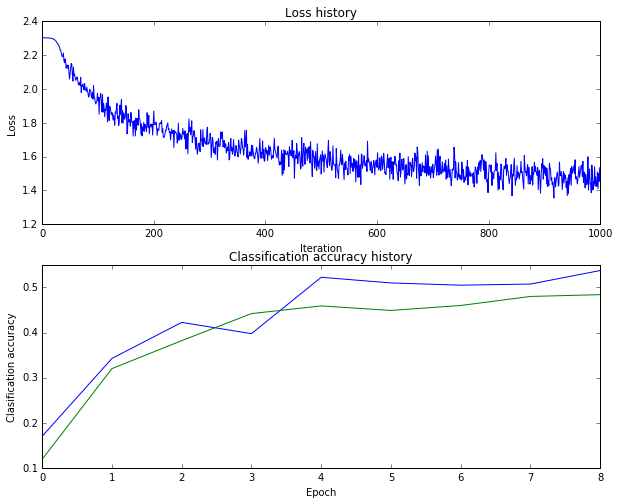 Loss history
2.4
2.2
2.0
1.8
1.6
1.4
1.2
Loss
0 200 400 600 800 1000
Iteration
Classification accuracy history
0.5
0.4
0.3
0.2
0.1
Clasification accuracy
0 1 2 3 4 5 6 7 8
Epoch